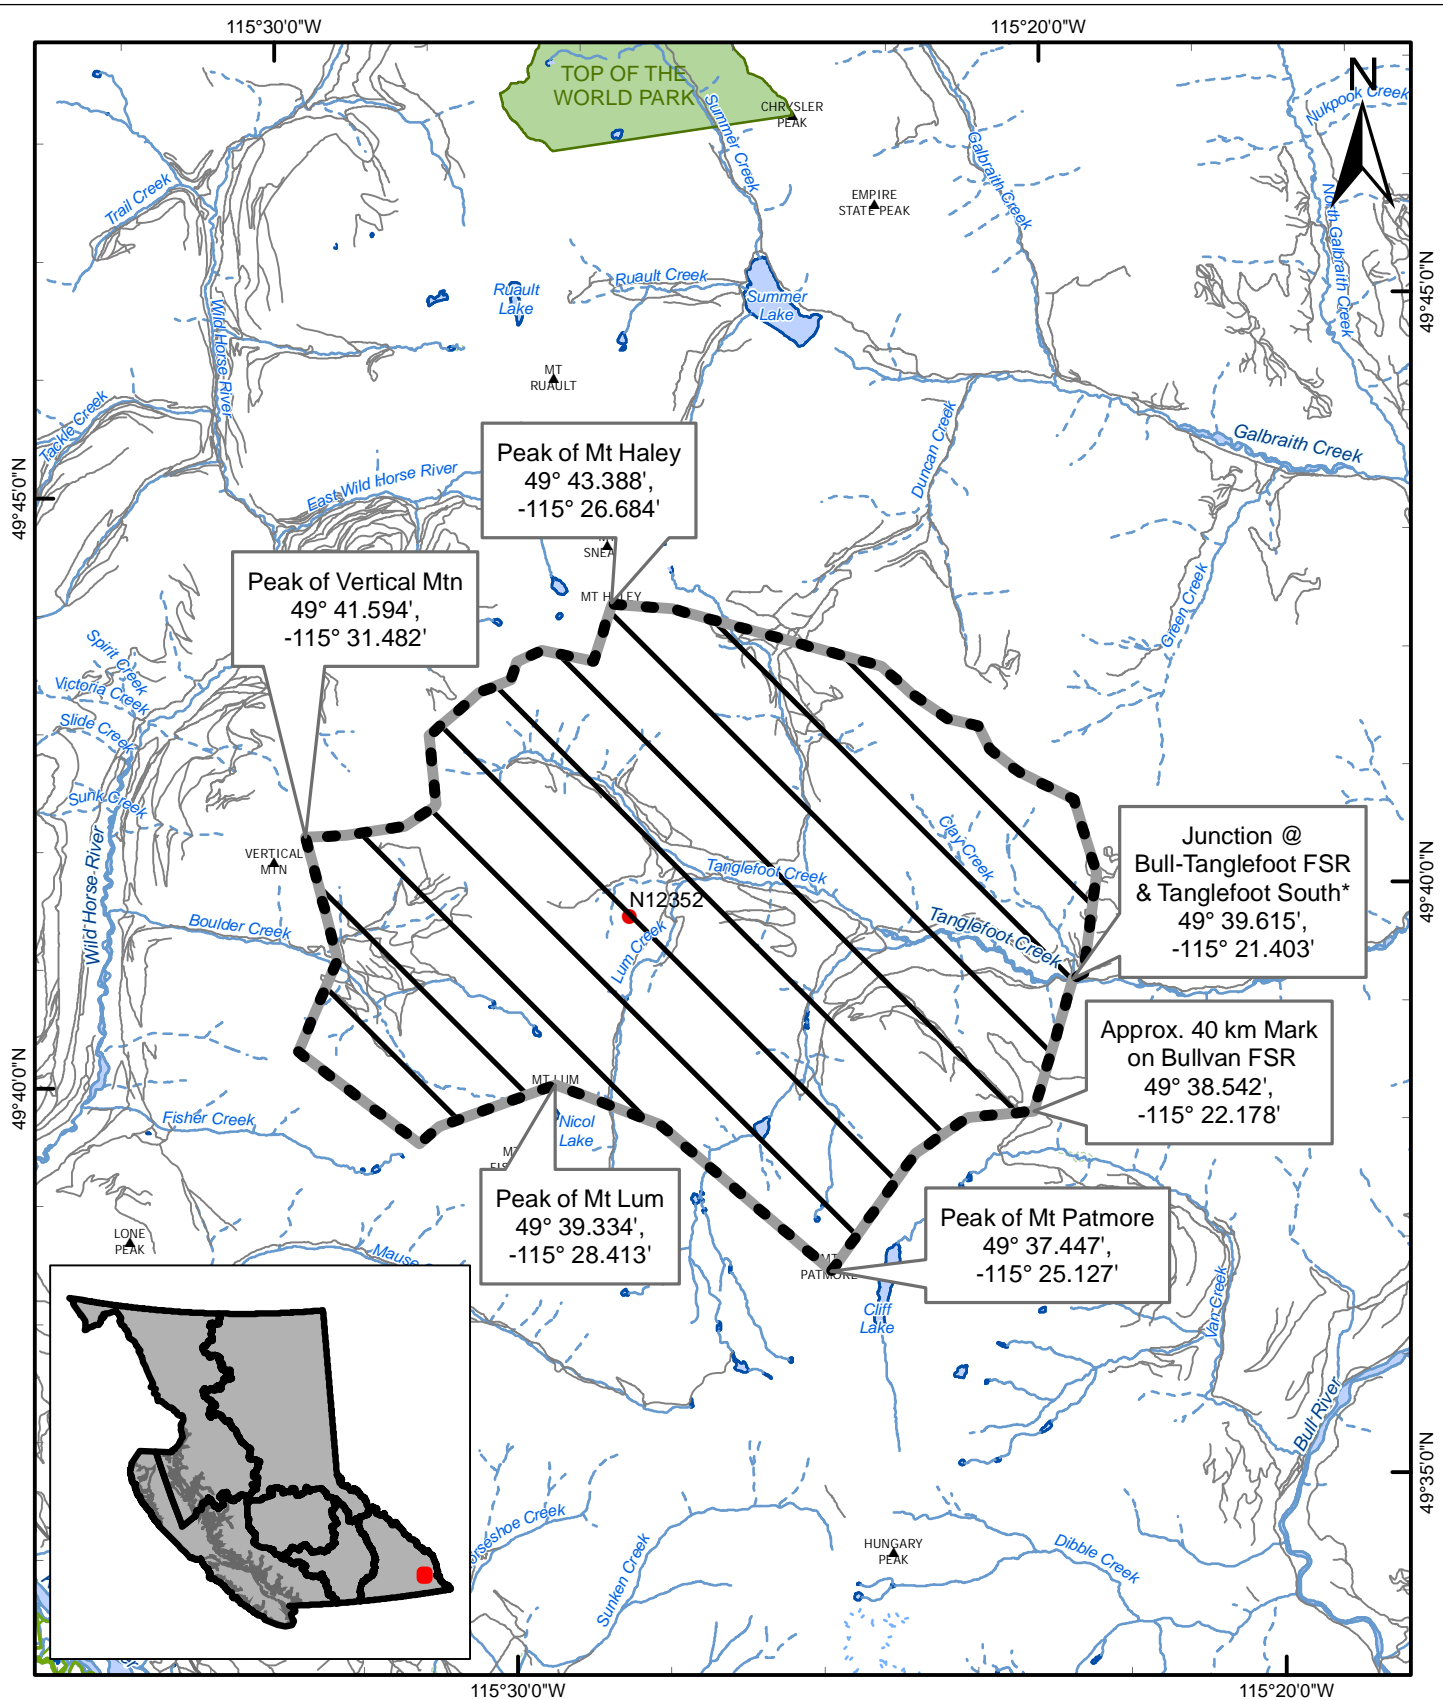 115°30'0"W
115°20'0"W
TOP OF THE
WORLD PARK
CHRYSLER
PEAK
Summer Creek
Galbraith Creek
N
Nukpook Creek
North Galbraith Creek
EMPIRE
STATE PEAK
Trail Creek
Ruault
Lake
Ruault Creek
Summer
Lake
49°45'0"N
Wild Horse River
MT
RUAULT
Tackle Creek
Duncan Creek
Galbraith Creek
49°45'0"N
East Wild Horse River
Peak of Mt Haley
49° 43.388',
-115° 26.684'
SNEA
MT H LEY
Peak of Vertical Mtn
49° 41.594',
-115° 31.482'
Green Creek
Spirit Creek
Victoria Creek
Slide Creek
Sunk Creek
Wild Horse River
VERTICAL
MTN
Clay Creek
Tanglefoot Creek
Junction @
Bull-Tanglefoot FSR
& Tanglefoot South*
49° 39.615',
-115° 21.403'
49°40'0"N
N12352
Boulder Creek
Lum Creek
Tanglefoot Creek
Approx. 40 km Mark
on Bullvan FSR
49° 38.542',
-115° 22.178'
49°40'0"N
MT LUM
Fisher Creek
Nicol
Lake
Peak of Mt Lum
49° 39.334',
-115° 28.413'
Peak of Mt Patmore
49° 37.447',
-115° 25.127'
LONE
PEAK
Mause
MT
PATMORE
Cliff
Lake
Van Creek
Bull River
49°35'0"N
orseshoe Creek
Sunken Creek
HUNGARY
PEAK
Dibble Creek
115°30'0"W
115°20'0"W